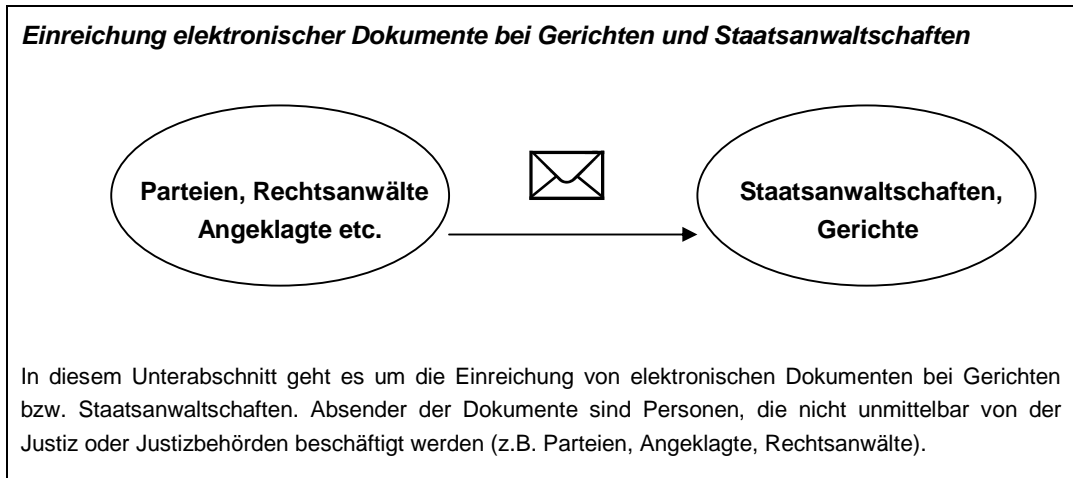 Einreichung elektronischer Dokumente bei Gerichten und Staatsanwaltschaften
Parteien, Rechtsanwälte
Angeklagte etc.
Staatsanwaltschaften,
Gerichte
In diesem Unterabschnitt geht es um die Einreichung von elektronischen Dokumenten bei Gerichten
bzw. Staatsanwaltschaften. Absender der Dokumente sind Personen, die nicht unmittelbar von der
Justiz oder Justizbehörden beschäftigt werden (z.B. Parteien, Angeklagte, Rechtsanwälte).